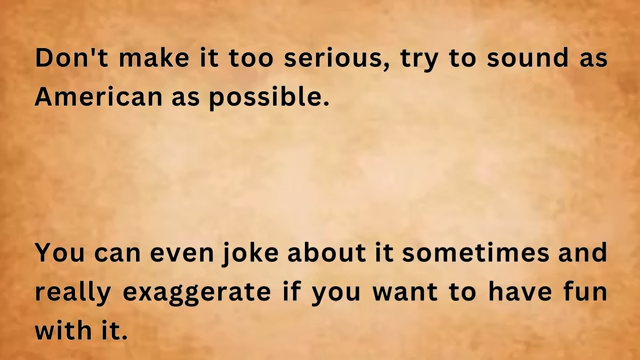 Don't make it too serious, try to sound as
American as possible.
You can even joke about it sometimes and
really exaggerate if you want to have fun
with it.